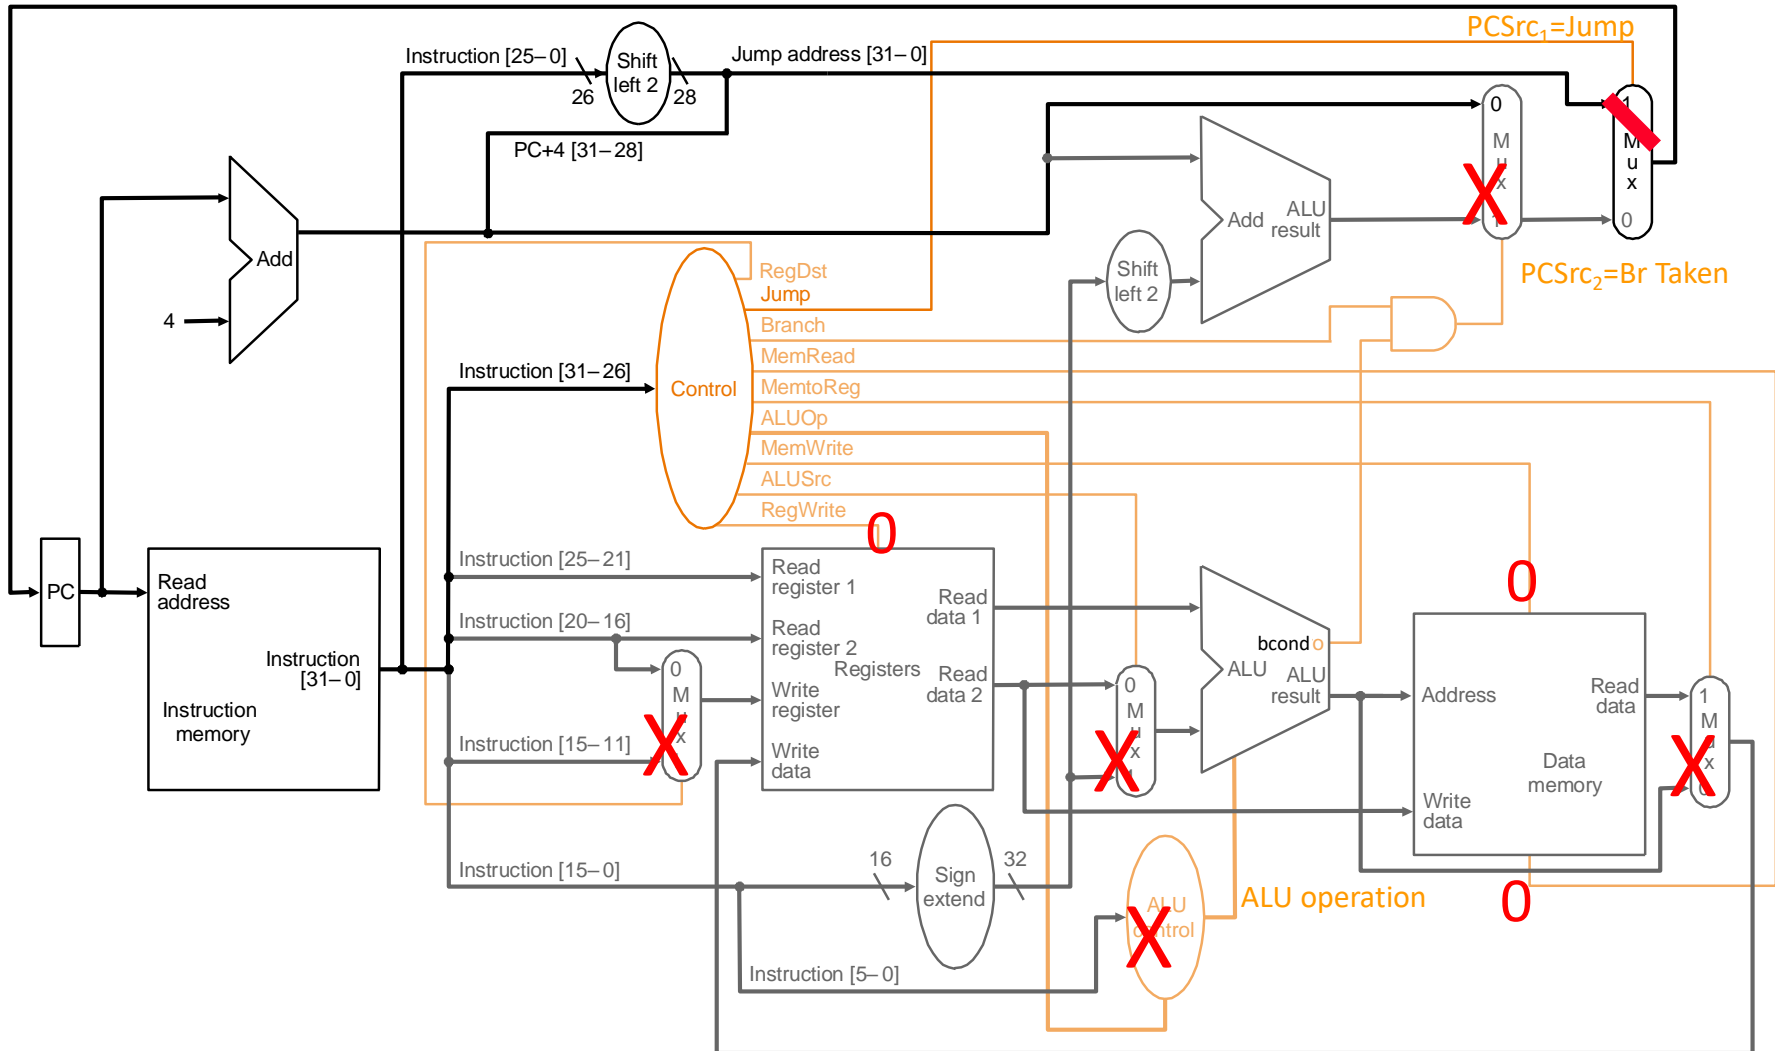 PCSrc1=Jump
Instruction [25–0]
Shift
left 2
Jump address [31–0]
26
28
PC+4 [31–28]
0
M
u
x
1
1
M
u
x
0
Add
ALU
result
Add
4
Shift
left 2
PCSrc2=Br Taken
RegDst
Jump
Branch
MemRead
MemtoReg
ALUOp
MemWrite
ALUSrc
RegWrite
Instruction [31–26]
Control
X
0
PC
Read
address
Instruction
[31–0]
Instruction
memory
Instruction [25–21]
Instruction [20–16]
Instruction [15–11]
0
M
u
x
X
Read
register 1
Read
register 2
Registers
Write
register
Write
data
Read
data 1
Read
data 2
0
M
u
x
1
X
bcond
ALU
ALU
result
0
Address
Read
data
Data
memory
Write
data
1
M
u
x
0
X
Instruction [15–0]
16
Sign
extend
32
ALU
control
X
ALU operation
0
Instruction [5–0]